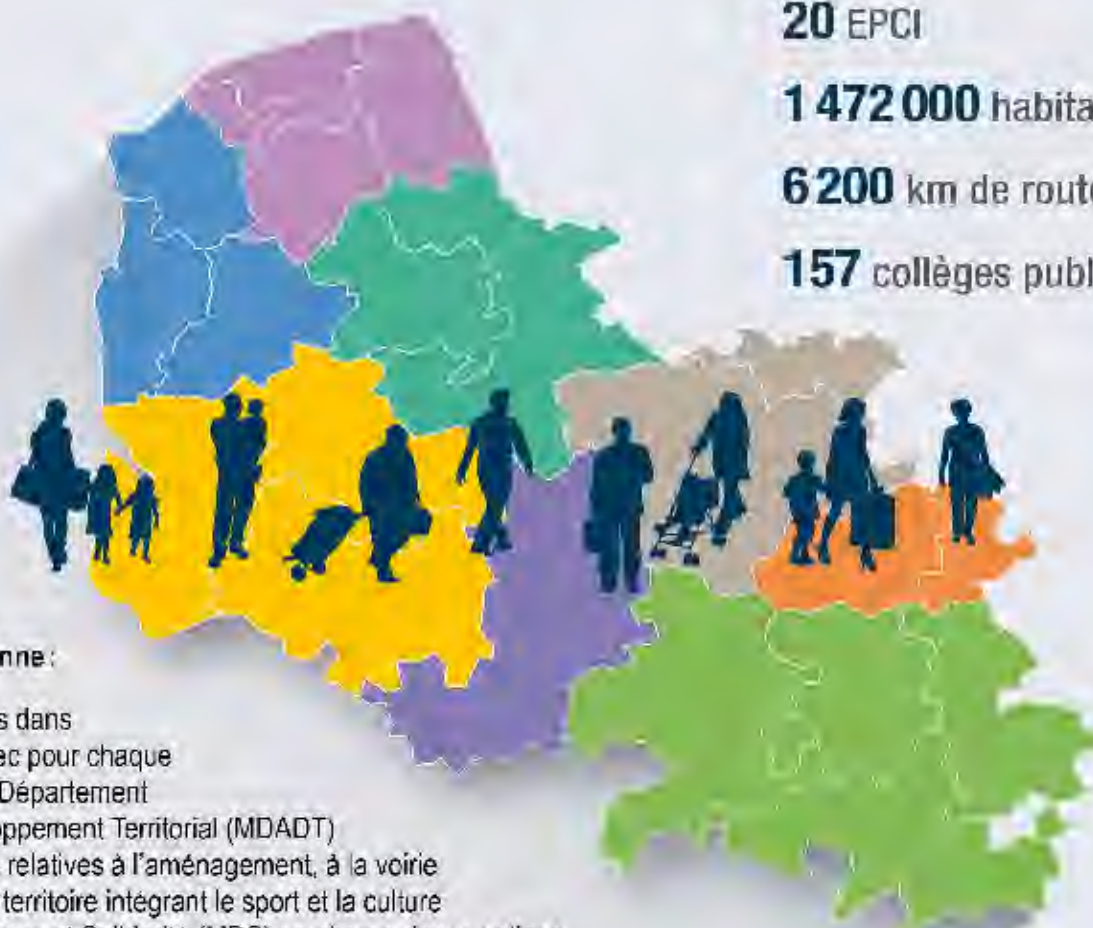 20 EPCI
1 472 000 habita
6 200 km de route
157 collèges publ
nne :
s dans
ec pour chaque
Département
oppement Territorial (MDADT)
relatives à l'aménagement, à la voirie
territoire intégrant le sport et la culture